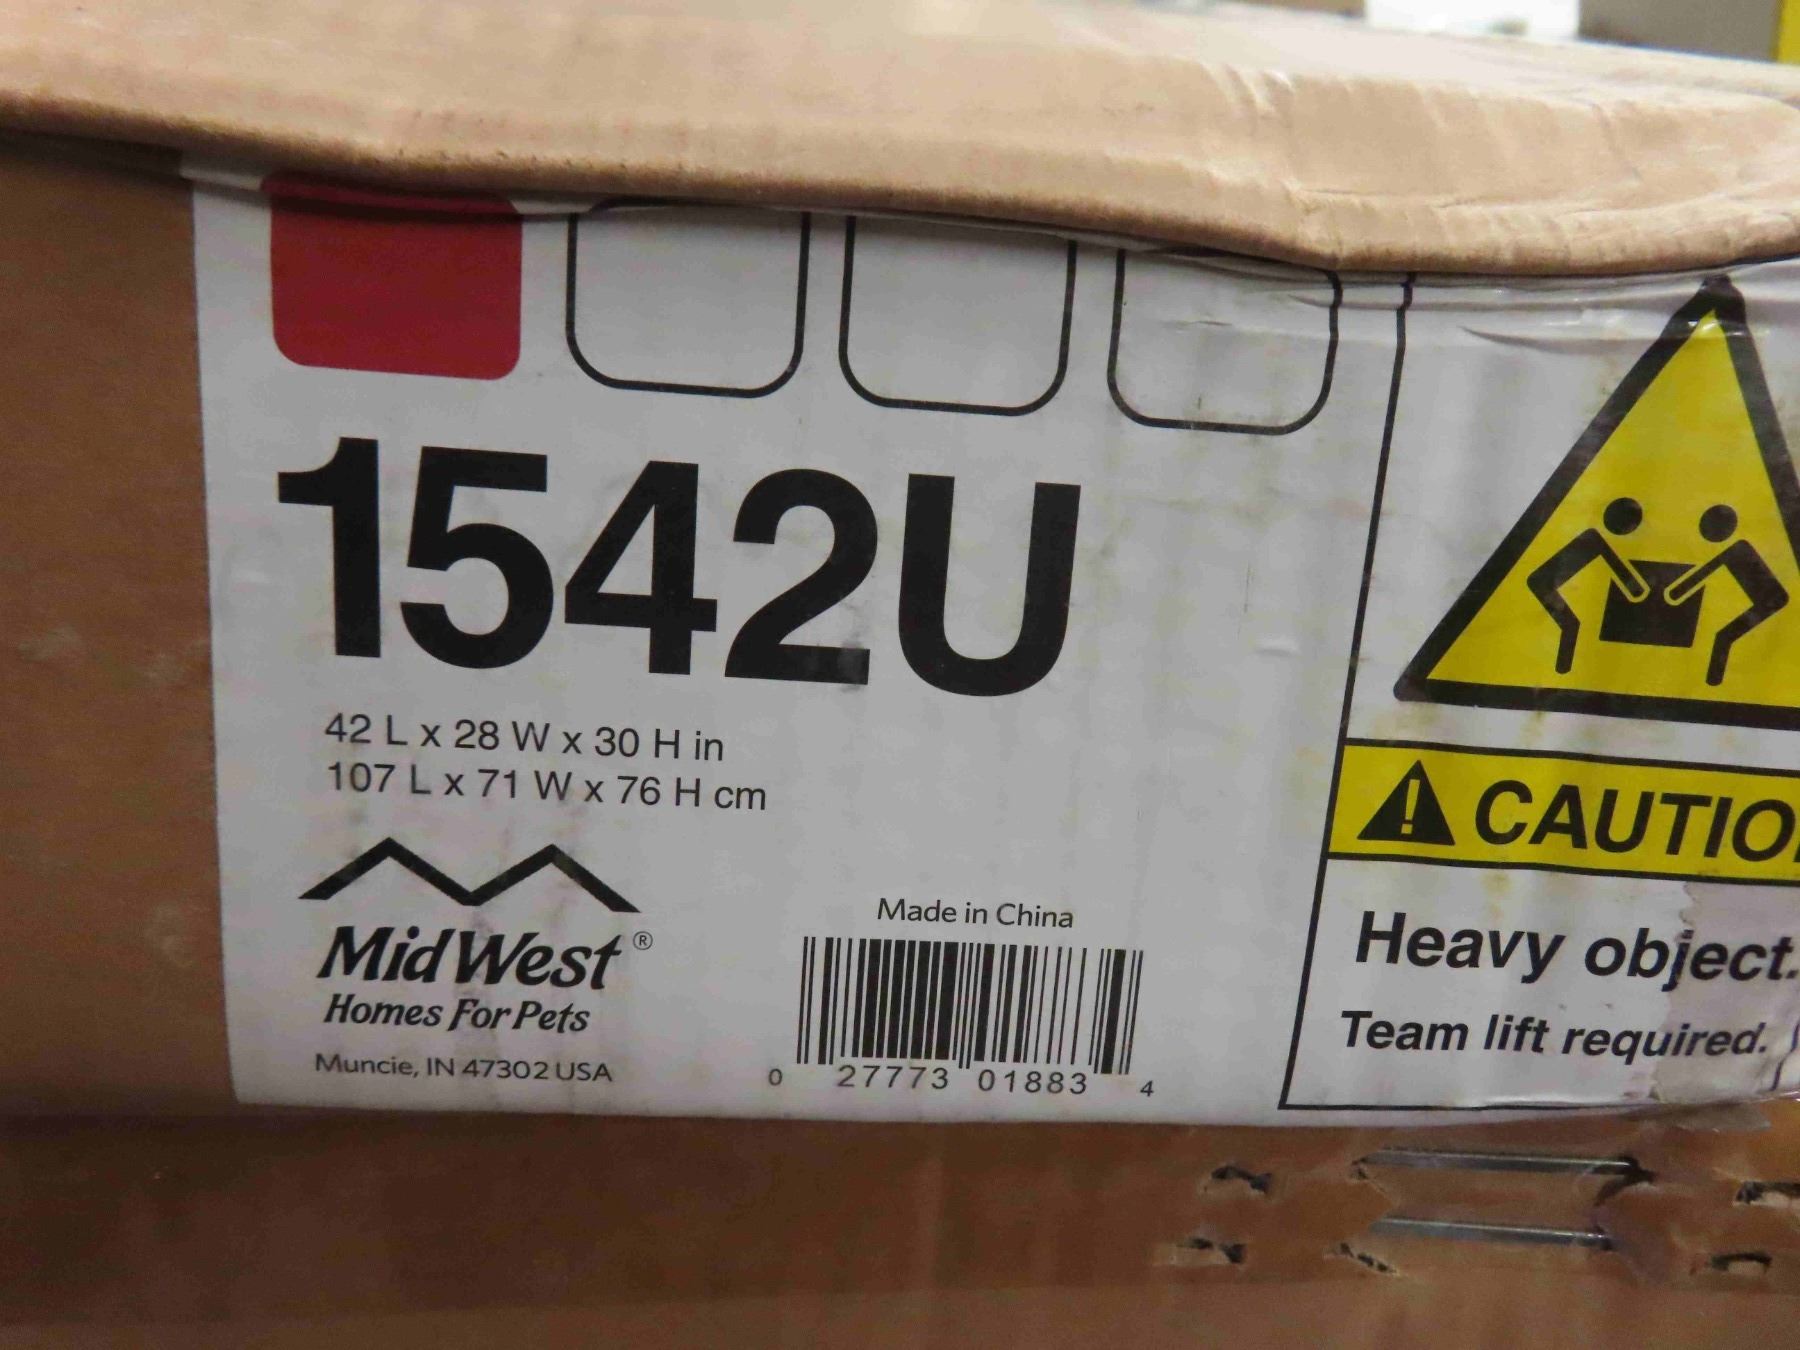 1542U
42 L x 28 W x 30 H in
107 L x 71 W x 76 H cm
MidWest®
Homes For Pets
Muncie, IN 47302 USA
Made in China
0 27773 01883 4
CAUTIO
Heavy object.
Team lift required.